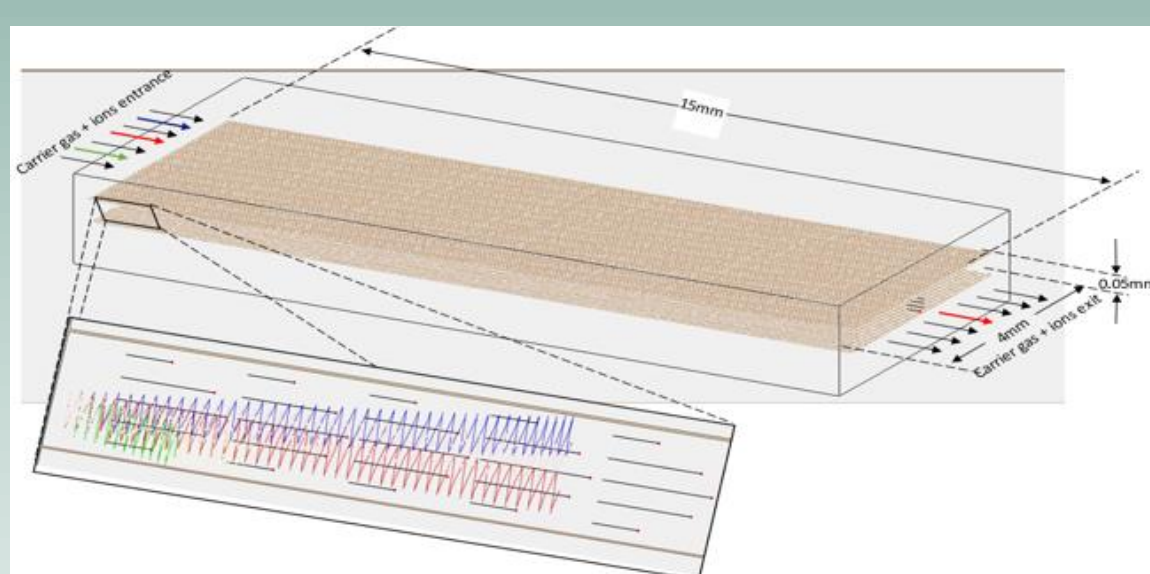 Carrier gas + ions entrance
15mm
0.05mm
4mm
Carrier gas + ions exit